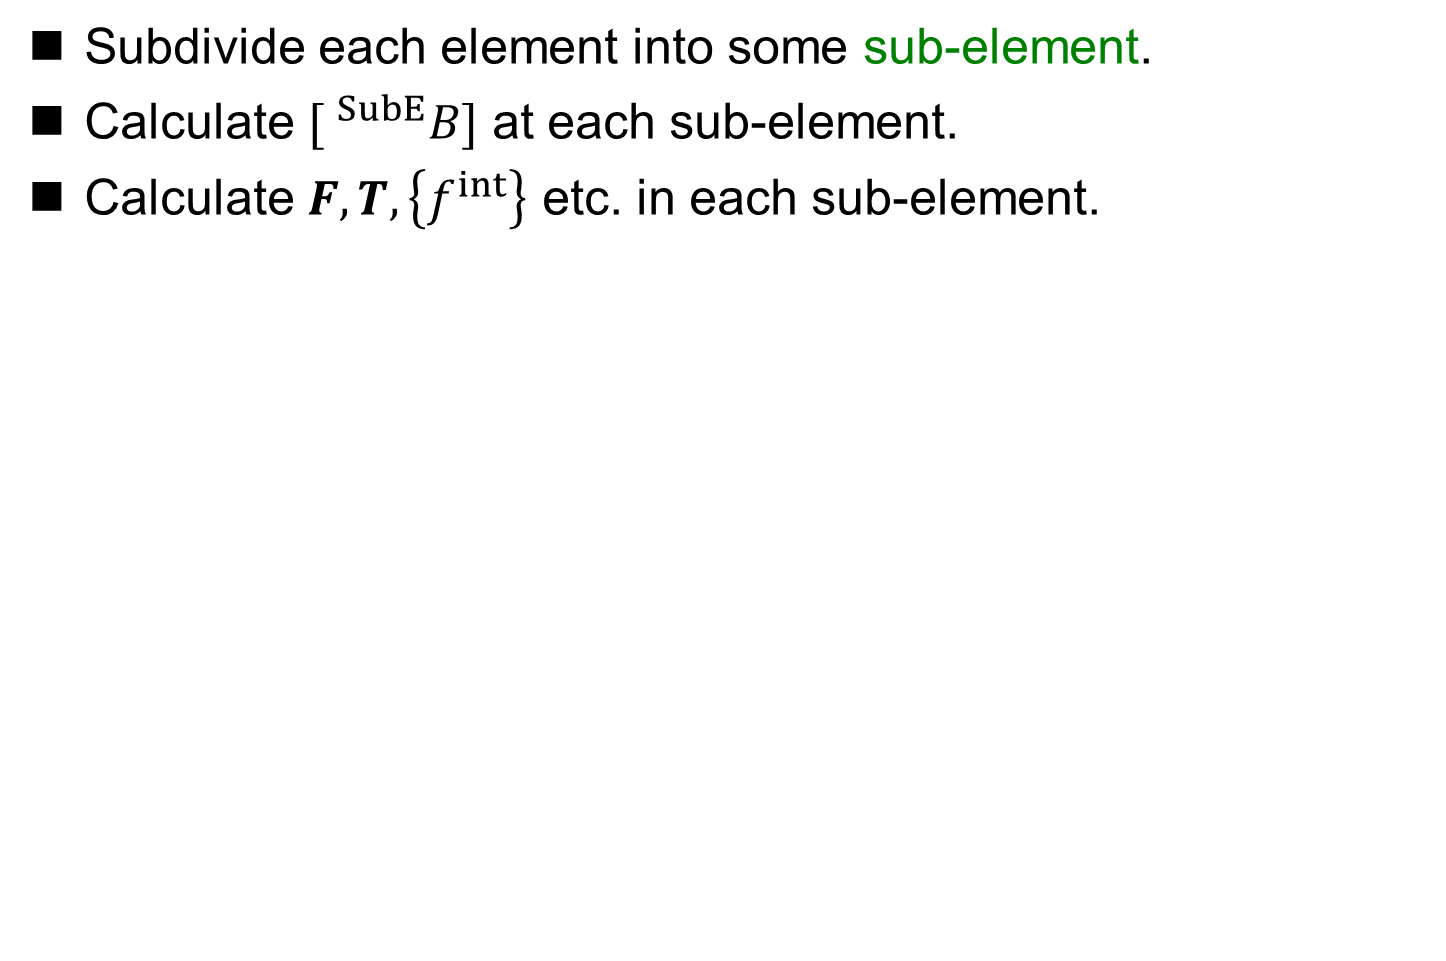 ■ Subdivide each element into some sub-element.
■ Calculate [ ^SubE B] at each sub-element.
■ Calculate F, T, {f^int} etc. in each sub-element.